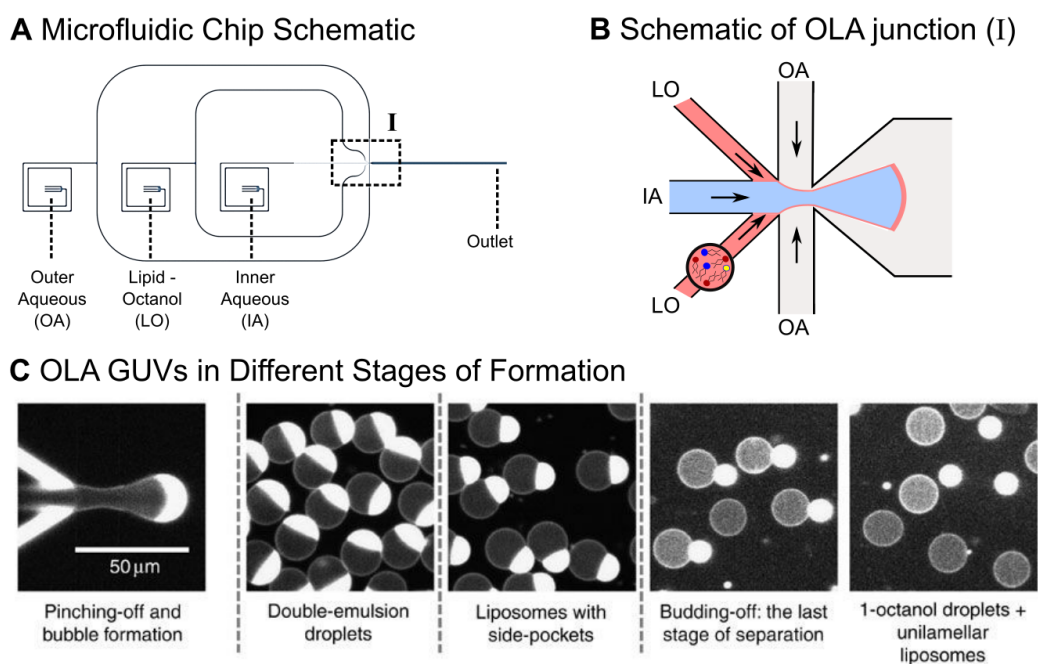 A Microfluidic Chip Schematic
I
Outer
Aqueous
(OA)
Lipid -
Octanol
(LO)
Inner
Aqueous
(IA)
Outlet
B Schematic of OLA junction (I)
OA
LO
IA
LO
OA
C OLA GUVs in Different Stages of Formation
50 μm
Pinching-off and
bubble formation
Double-emulsion
droplets
Liposomes with
side-pockets
Budding-off: the last
stage of separation
1-octanol droplets +
unilamellar
liposomes